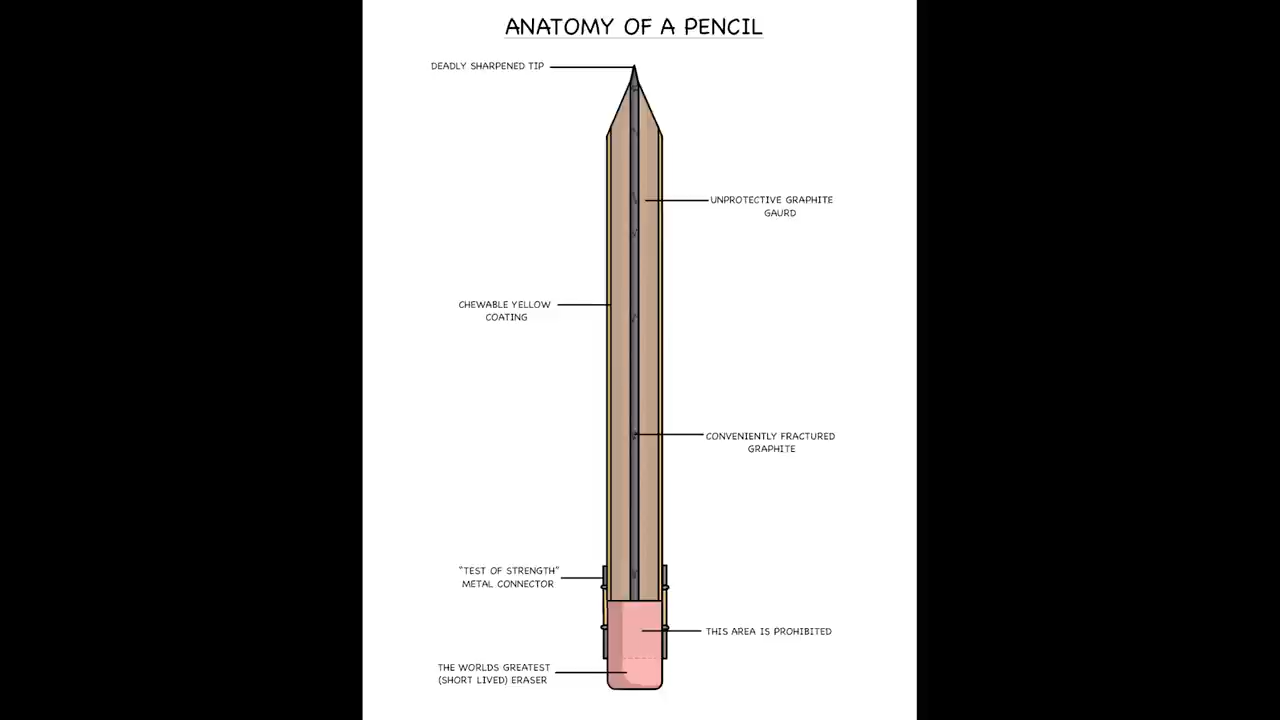 ANATOMY OF A PENCIL
DEADLY SHARPENED TIP
UNPROTECTIVE GRAPHITE
GAURD
CHEWABLE YELLOW
COATING
CONVENIENTLY FRACTURED
GRAPHITE
"TEST OF STRENGTH"
METAL CONNECTOR
THIS AREA IS PROHIBITED
THE WORLDS GREATEST
(SHORT LIVED) ERASER